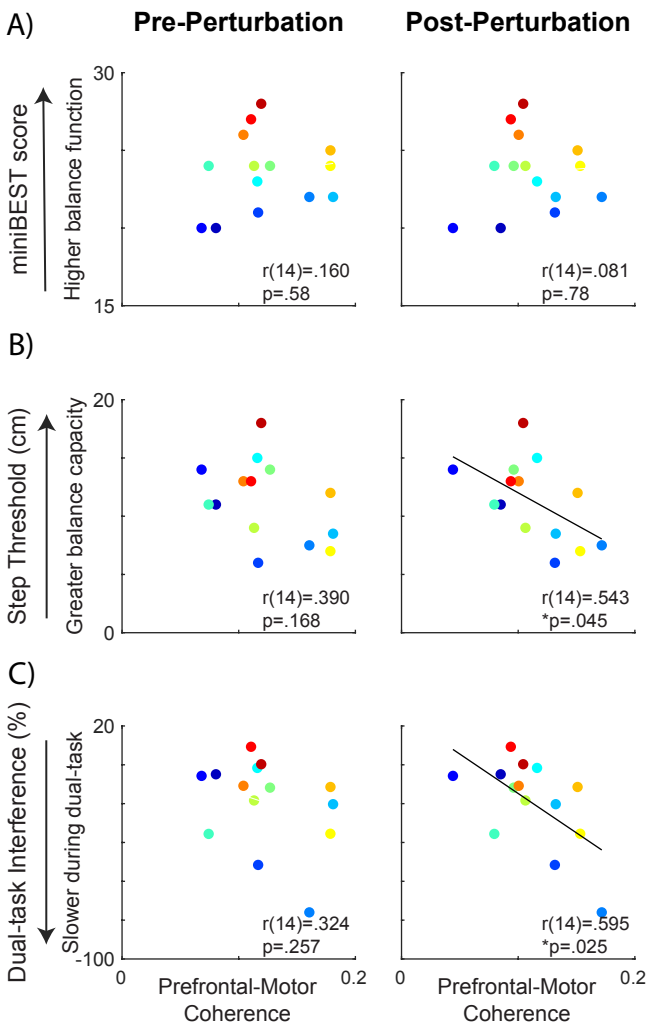 A)
Pre-Perturbation
Post-Perturbation
miniBEST score
Higher balance function
30
15
r(14)=.160
p=.58
r(14)=.081
p=.78
B)
Step Threshold (cm)
Greater balance capacity
20
0
r(14)=.390
p=.168
r(14)=.543
*p=.045
C)
Dual-task Interference (%)
Slower during dual-task
20
-100
r(14)=.324
p=.257
r(14)=.595
*p=.025
0
0.2
0
0.2
Prefrontal-Motor
Coherence
Prefrontal-Motor
Coherence